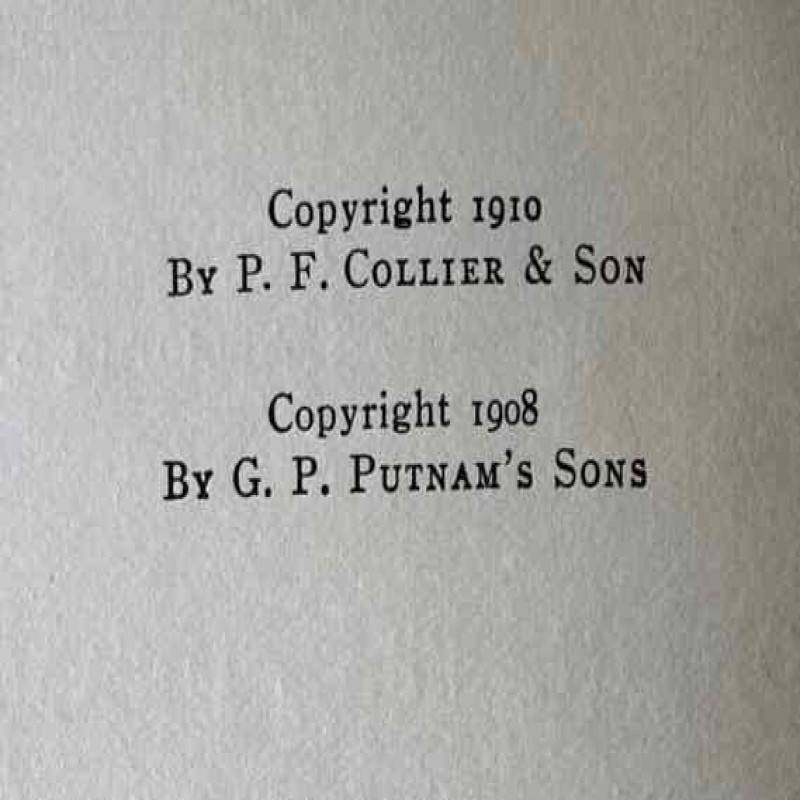 Copyright 1910
By P. F. Collier & Son
Copyright 1908
By G. P. Putnam's Sons